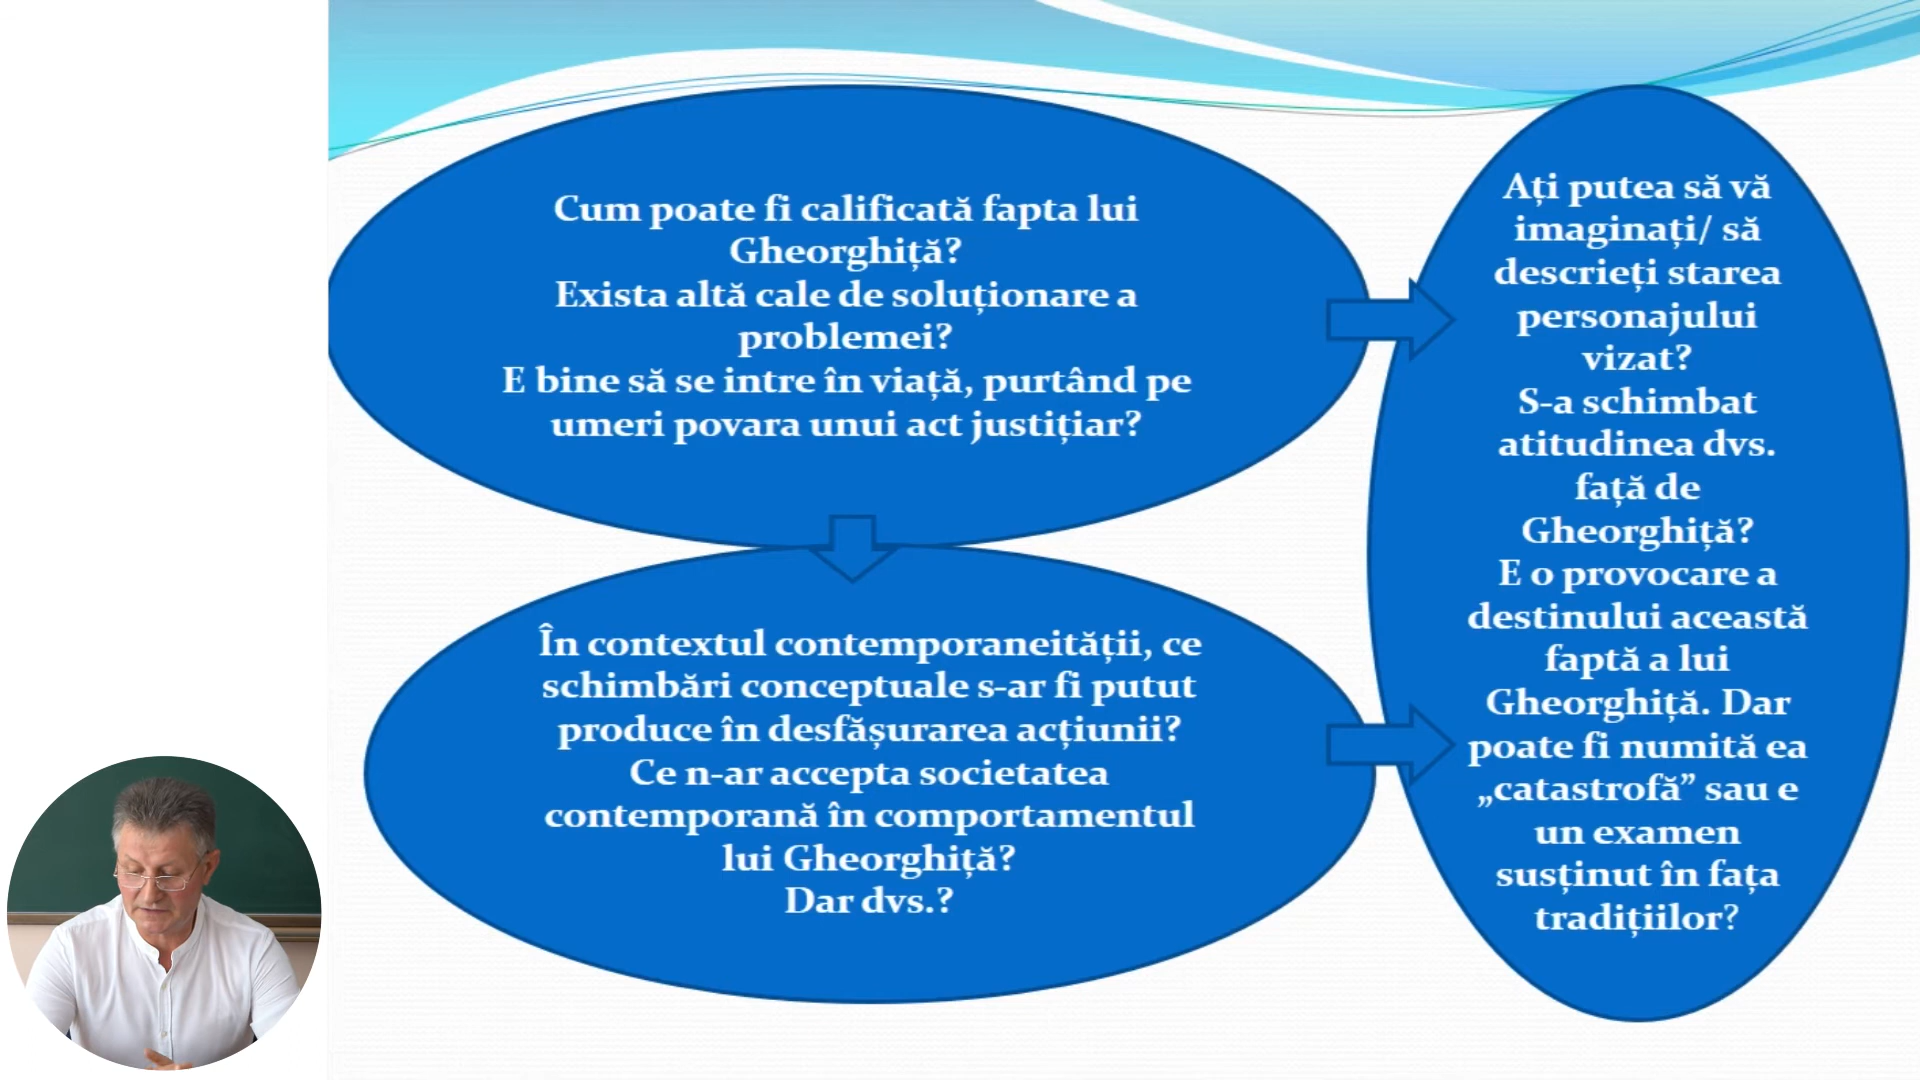 Cum poate fi calificată fapta lui
Gheorghiță?
Exista altă cale de soluționare a
problemei?
E bine să se intre în viață, purtând pe
umeri povara unui act justițiar?
În contextul contemporaneității, ce
schimbări conceptuale s-ar fi putut
produce în desfășurarea acțiunii?
Ce n-ar accepta societatea
contemporană în comportamentul
lui Gheorghiță?
Dar dvs.?
Ați putea să vă
imaginați/ să
descrieți starea
personajului
vizat?
S-a schimbat
atitudinea dvs.
față de
Gheorghiță?
E o provocare a
destinului această
faptă a lui
Gheorghiță. Dar
poate fi numită ea
„catastrofă” sau e
un examen
susținut în fața
tradițiilor?